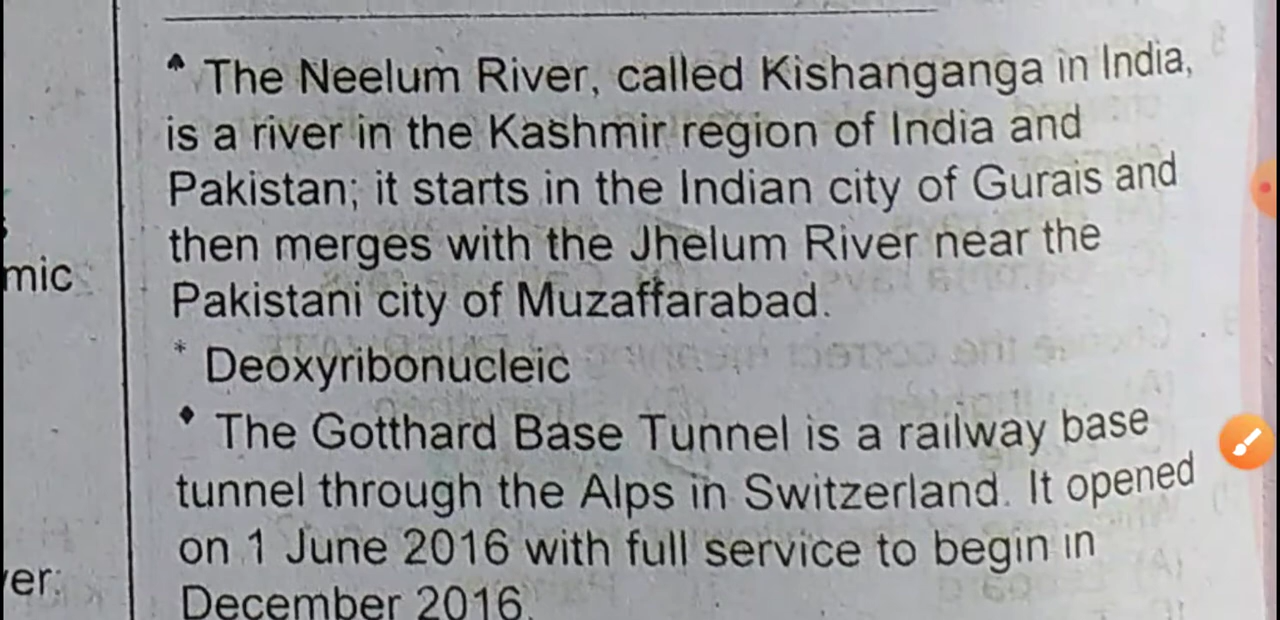 The Neelum River, called Kishanganga in India,
is a river in the Kashmir region of India and
Pakistan; it starts in the Indian city of Gurais and
then merges with the Jhelum River near the
mic
Pakistani city of Muzaffarabad.
* Deoxyribonucleic
The Gotthard Base Tunnel is a railway base
tunnel through the Alps in Switzerland. It opened
on 1 June 2016 with full service to begin in
er.
December 2016.